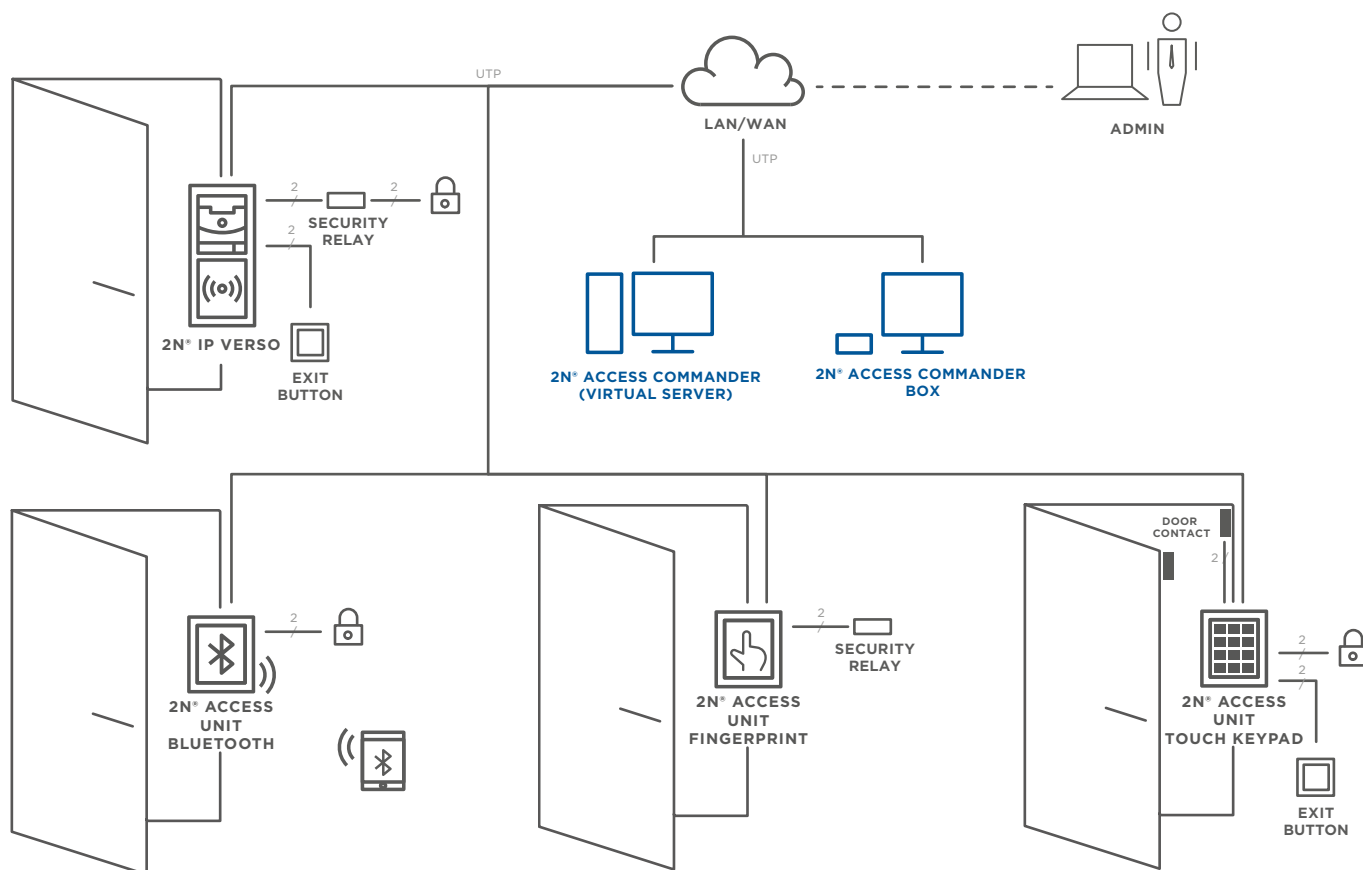 UTP
LAN/WAN
ADMIN
UTP
2
2
SECURITY
RELAY
2
2N® IP VERSO
EXIT
BUTTON
2N® ACCESS COMMANDER
(VIRTUAL SERVER)
2N® ACCESS COMMANDER
BOX
2
2N® ACCESS
UNIT
BLUETOOTH
2
SECURITY
RELAY
2N® ACCESS
UNIT
FINGERPRINT
DOOR
CONTACT
2
2
2
2N® ACCESS
UNIT
TOUCH KEYPAD
EXIT
BUTTON